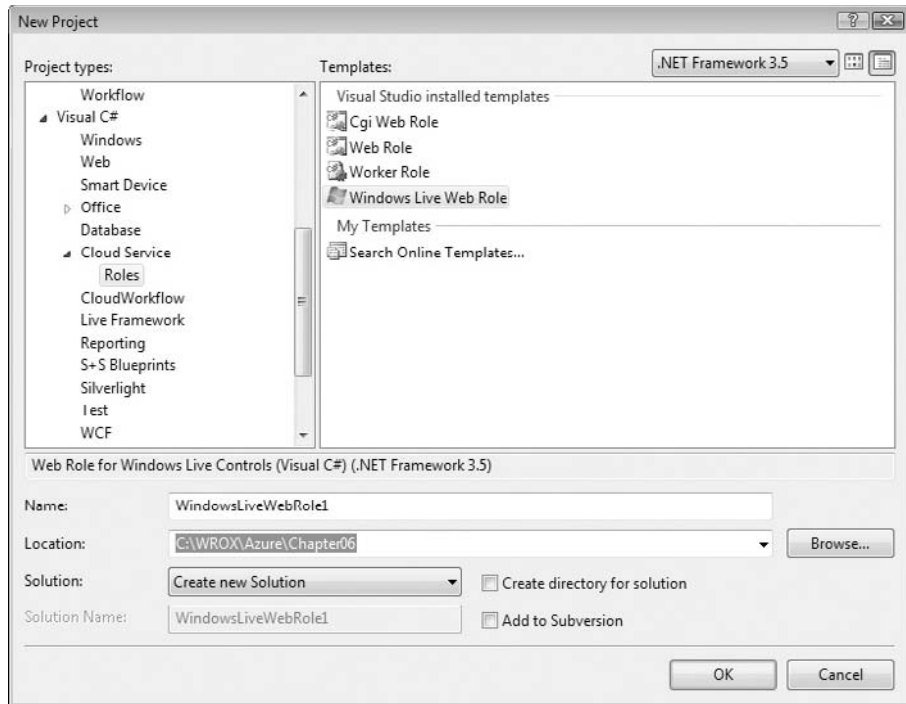 New Project
Project types:
Templates:
.NET Framework 3.5
Workflow
Visual C#
Windows
Web
Smart Device
Office
Database
Cloud Service
Roles
CloudWorkflow
Live Framework
Reporting
S+S Blueprints
Silverlight
Test
WCF
Visual Studio installed templates
Cgi Web Role
Web Role
Worker Role
Windows Live Web Role
My Templates
Search Online Templates...
Web Role for Windows Live Controls (Visual C#) (.NET Framework 3.5)
Name:
WindowsLiveWebRole1
Location:
C:\WROX\Azure\Chapter06
Browse...
Solution:
Create new Solution
Create directory for solution
Solution Name:
WindowsLiveWebRole1
Add to Subversion
OK
Cancel